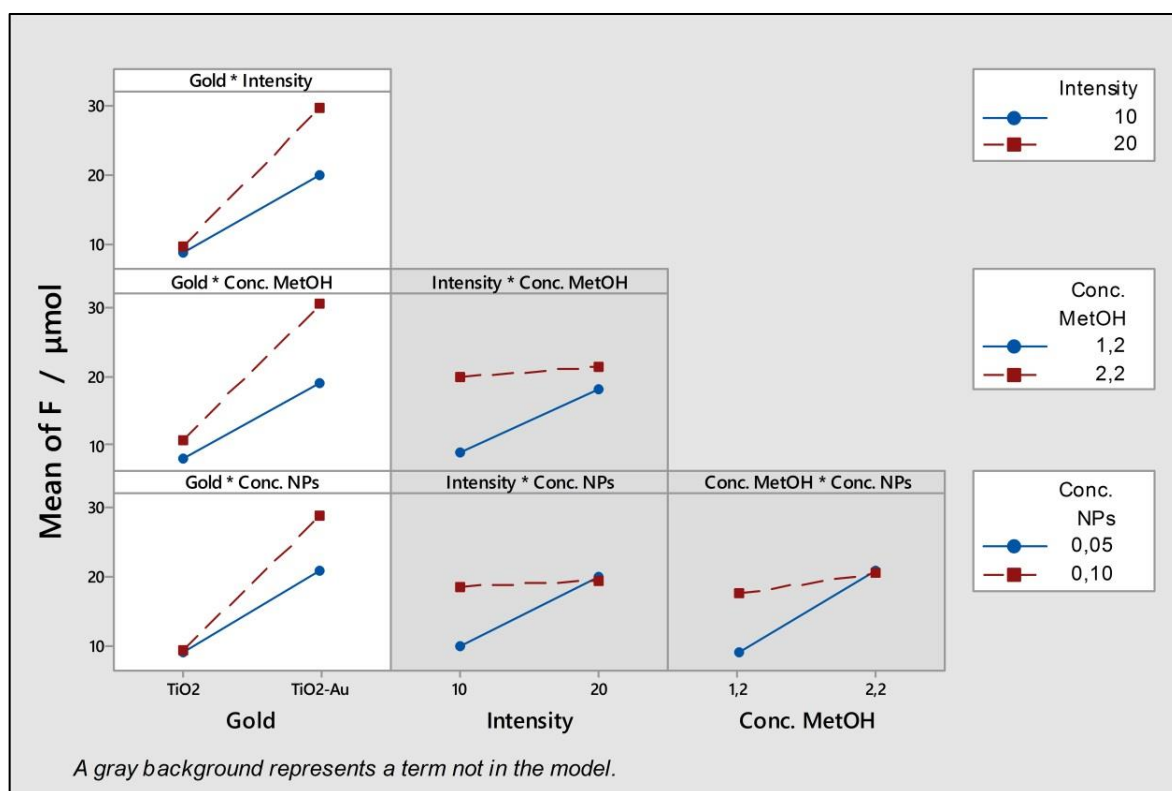 Gold * Intensity
30
20
10
Intensity
10
20
Gold * Conc. MetOH
Intensity * Conc. MetOH
30
20
10
Conc.
MetOH
1,2
2,2
Gold * Conc. NPs
Intensity * Conc. NPs
Conc. MetOH * Conc. NPs
30
20
10
Conc.
NPs
0,05
0,10
Mean of F / µmol
TiO2
TiO2-Au
10
20
1,2
2,2
Gold
Intensity
Conc. MetOH
A gray background represents a term not in the model.